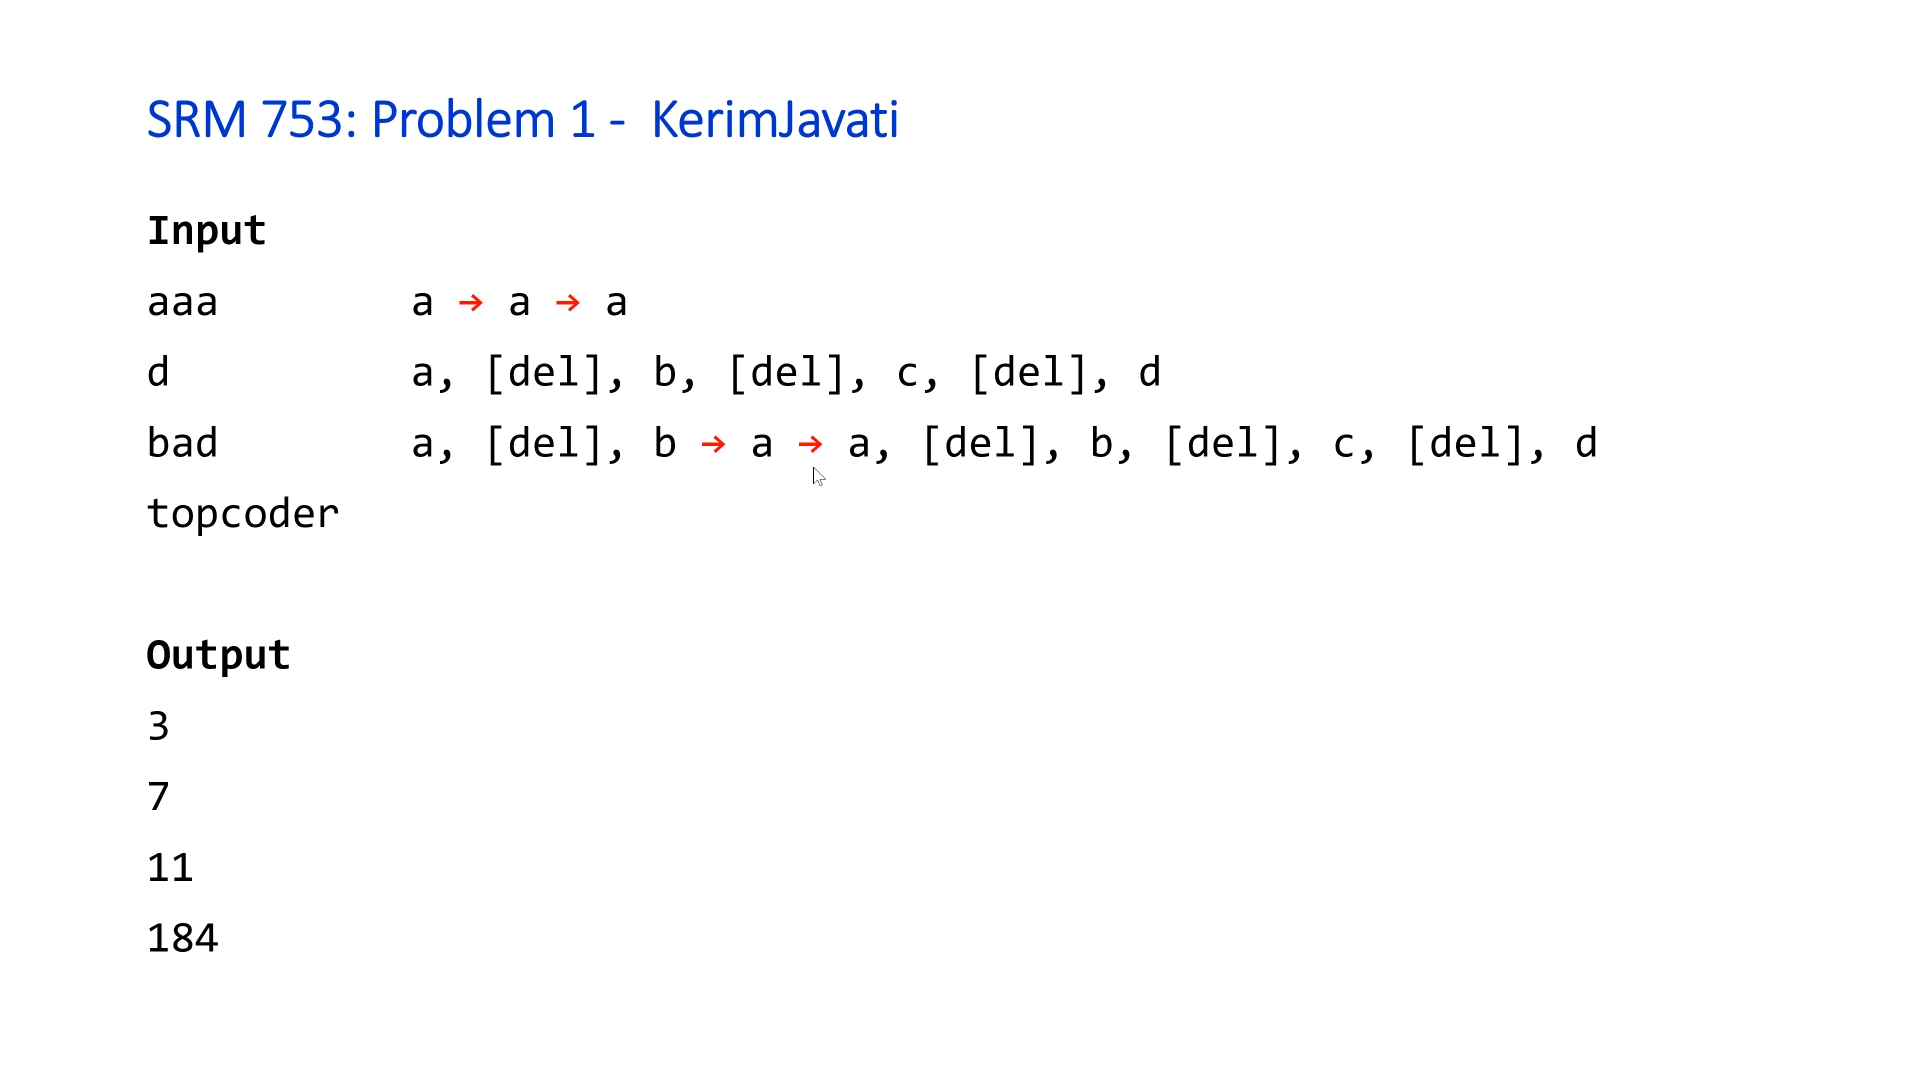 SRM 753: Problem 1 - KerimJavati
Input
aaa a → a → a
d a, [del], b, [del], c, [del], d
bad a, [del], b → a → a, [del], b, [del], c, [del], d
topcoder
Output
3
7
11
184